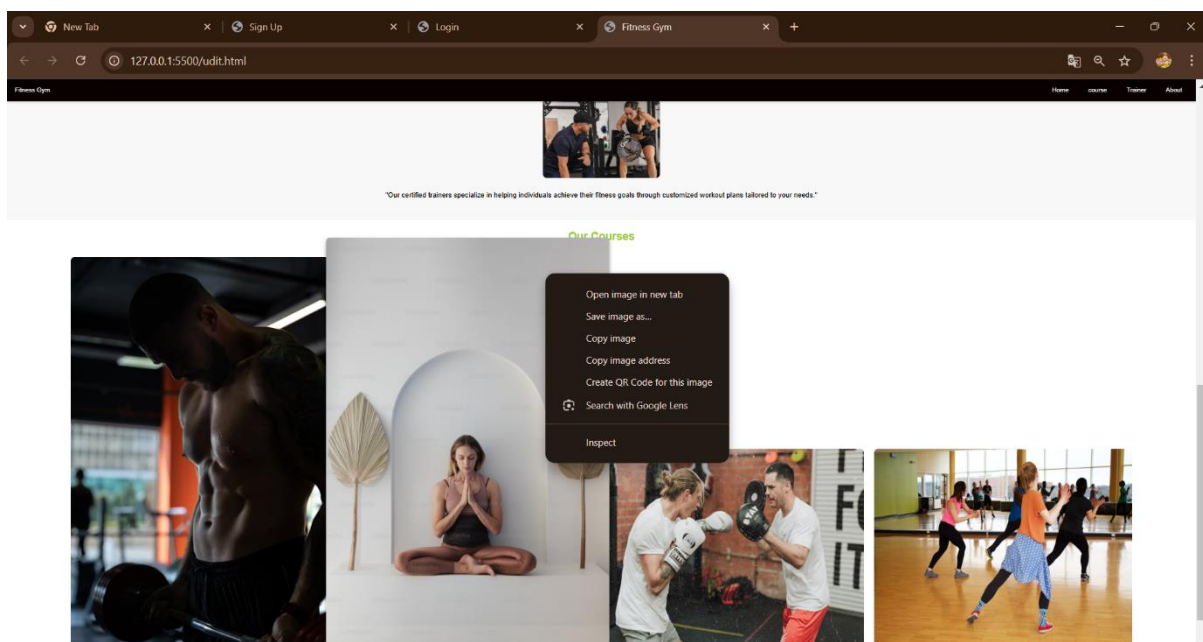 New Tab
Sign Up
Login
Fitness Gym
127.0.0.1:5500/udit.html
Fitness Gym
Home course Trainer About
"Our certified trainers specialize in helping individuals achieve their fitness goals through customized workout plans tailored to your needs."
Our Courses
Open image in new tab
Save image as...
Copy image
Copy image address
Create QR Code for this image
Search with Google Lens
Inspect
STAY